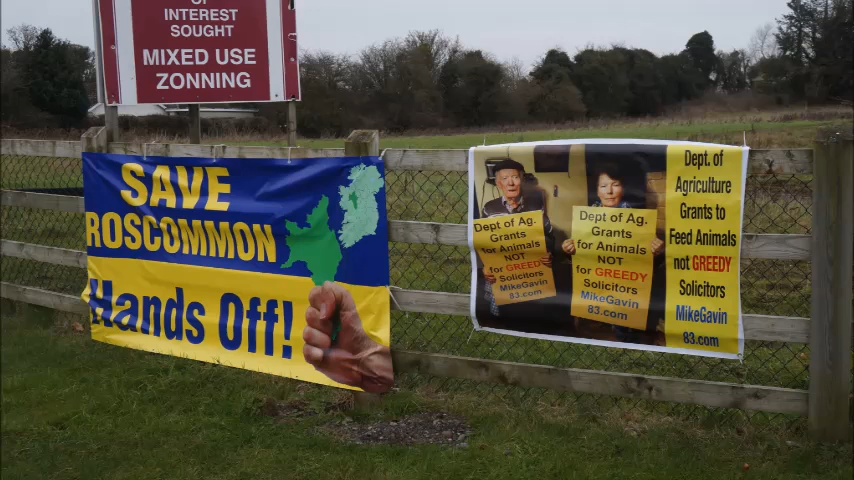 OF
INTEREST
SOUGHT
MIXED USE
ZONNING
SAVE
ROSCOMMON
Hands Off!
Dept of Ag.
Grants
for Animals
NOT
for GREEDY
Solicitors
MikeGavin
83.com
Dept of Ag.
Grants
for Animals
NOT
for GREEDY
Solicitors
MikeGavin
83.com
Dept. of
Agriculture
Grants to
Feed Animals
not GREEDY
Solicitors
MikeGavin
83.com